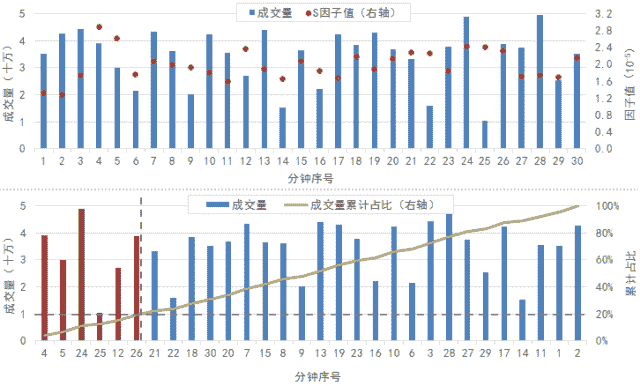 成交量 S因子值（右轴）
成交量（十万）
5 4 3 2 1 0
3.2 2.8 2.4 2.0 1.6 1.2 0.8 0.4 0.0
因子值（10⁻⁵）
1 2 3 4 5 6 7 8 9 10 11 12 13 14 15 16 17 18 19 20 21 22 23 24 25 26 27 28 29 30
分钟序号
成交量 成交量累计占比（右轴）
成交量（十万）
5 4 3 2 1 0
100% 80% 60% 40% 20% 0%
累计占比
4 5 24 25 12 26 21 22 18 30 20 7 15 8 9 13 19 23 16 10 6 3 28 27 29 17 14 11 1 2
分钟序号